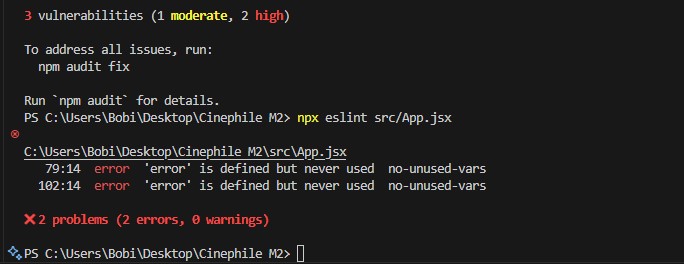 3 vulnerabilities (1 moderate, 2 high)
To address all issues, run:
npm audit fix
Run `npm audit` for details.
PS C:\Users\Bobi\Desktop\Cinephile M2> npx eslint src/App.jsx
C:\Users\Bobi\Desktop\Cinephile M2\src\App.jsx
79:14 error 'error' is defined but never used no-unused-vars
102:14 error 'error' is defined but never used no-unused-vars
❌2 problems (2 errors, 0 warnings)
PS C:\Users\Bobi\Desktop\Cinephile M2>